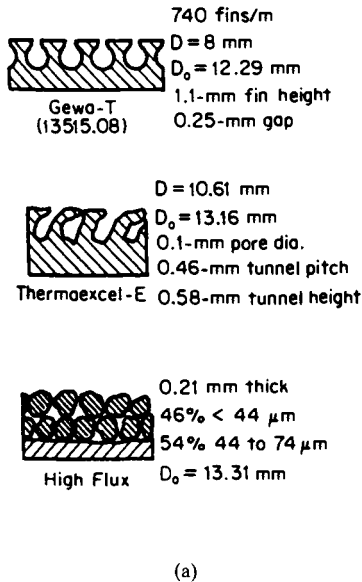 740 fins/m
D = 8 mm
Dₒ = 12.29 mm
1.1-mm fin height
0.25-mm gap
Gewa-T
(13515.08)
D = 10.61 mm
Dₒ = 13.16 mm
0.1-mm pore dia.
0.46-mm tunnel pitch
0.58-mm tunnel height
Thermoexcel-E
0.21 mm thick
46% < 44 μm
54% 44 to 74 μm
Dₒ = 13.31 mm
High Flux
(a)